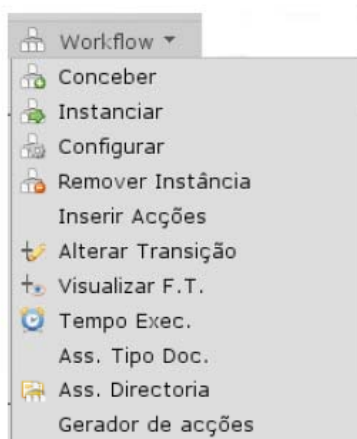 Workflow
Conceber
Instanciar
Configurar
Remover Instância
Inserir Acções
Alterar Transição
Visualizar F.T.
Tempo Exec.
Ass. Tipo Doc.
Ass. Directoria
Gerador de acções